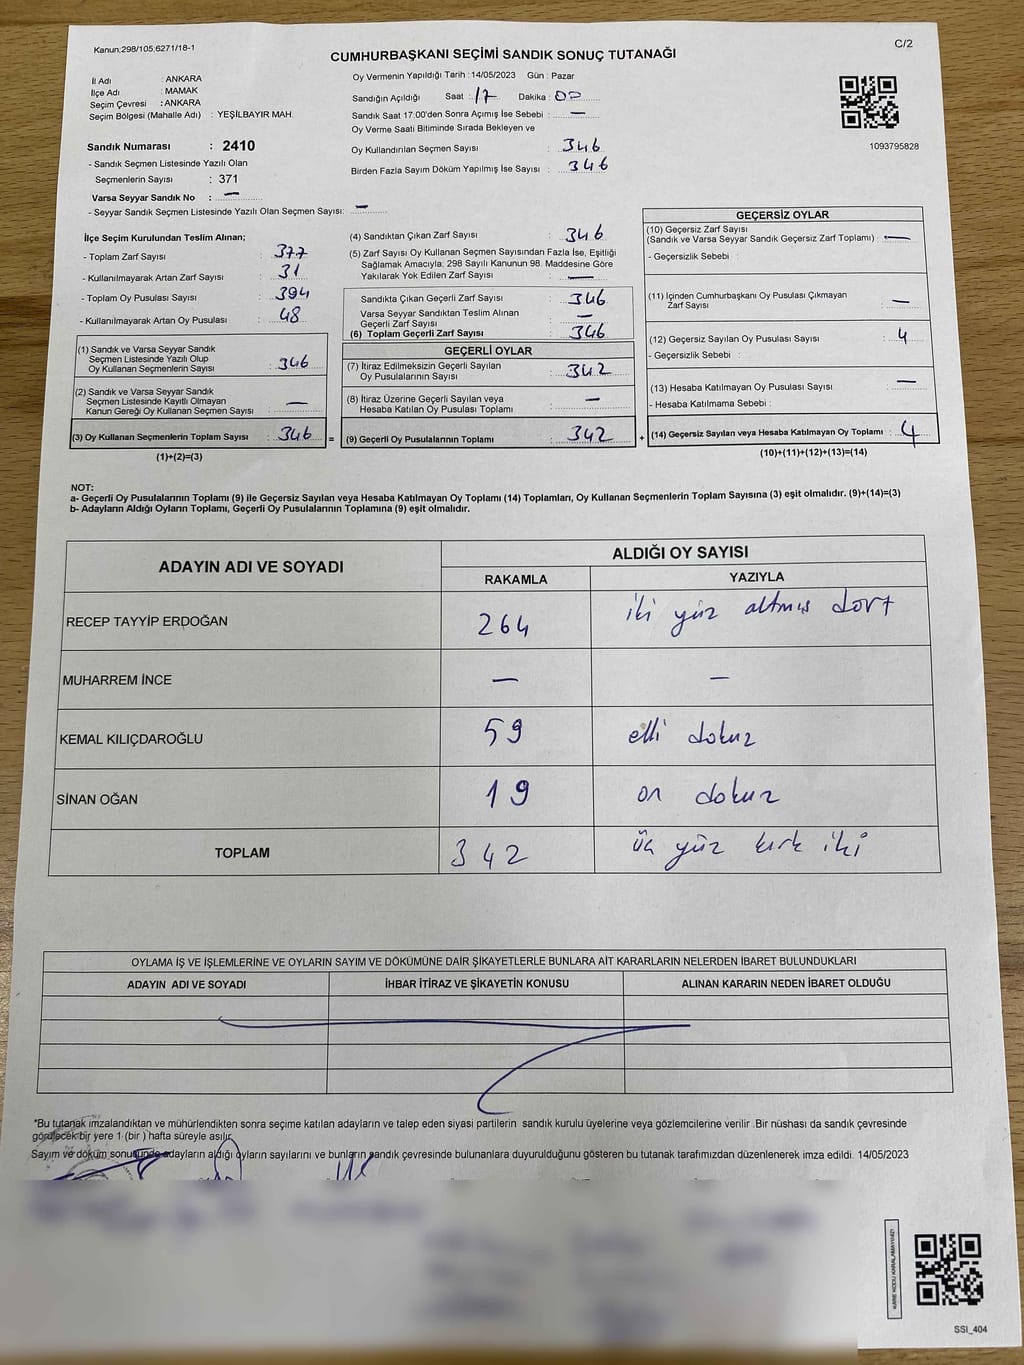 Kanun:298/105;6271/18-1
C/2
CUMHURBAŞKANI SEÇİMİ SANDIK SONUÇ TUTANAĞI
İl Adı : ANKARA
İlçe Adı : MAMAK
Seçim Çevresi : ANKARA
Seçim Bölgesi (Mahalle Adı) : YEŞİLBAYIR MAH.
Sandık Numarası : 2410
- Sandık Seçmen Listesinde Yazılı Olan
Seçmenlerin Sayısı : 371
Varsa Seyyar Sandık No : —
- Seyyar Sandık Seçmen Listesinde Yazılı Olan Seçmen Sayısı: —
Oy Vermenin Yapıldığı Tarih : 14/05/2023 Gün : Pazar
Sandığın Açıldığı Saat : 17 Dakika : 00
Sandık Saat 17:00'den Sonra Açımış İse Sebebi : —
Oy Verme Saati Bitiminde Sırada Bekleyen ve
Oy Kullandırılan Seçmen Sayısı : 346
Birden Fazla Sayım Döküm Yapılmış İse Sayısı : 346
1093795828
İlçe Seçim Kurulundan Teslim Alınan;
- Toplam Zarf Sayısı : 377
- Kullanılmayarak Artan Zarf Sayısı : 31
- Toplam Oy Pusulası Sayısı : 394
- Kullanılmayarak Artan Oy Pusulası : 48
(1) Sandık ve Varsa Seyyar Sandık
Seçmen Listesinde Yazılı Olup
Oy Kullanan Seçmenlerin Sayısı : 346
(2) Sandık ve Varsa Seyyar Sandık
Seçmen Listesinde Kayıtlı Olmayan
Kanun Gereği Oy Kullanan Seçmen Sayısı : —
(3) Oy Kullanan Seçmenlerin Toplam Sayısı : 346 =
(1)+(2)=(3)
(4) Sandıktan Çıkan Zarf Sayısı : 346
(5) Zarf Sayısı Oy Kullanan Seçmen Sayısından Fazla İse, Eşitliği
Sağlamak Amacıyla; 298 Sayılı Kanunun 98. Maddesine Göre
Yakılarak Yok Edilen Zarf Sayısı : —
Sandıkta Çıkan Geçerli Zarf Sayısı : 346
Varsa Seyyar Sandıktan Teslim Alınan
Geçerli Zarf Sayısı : —
(6) Toplam Geçerli Zarf Sayısı : 346
GEÇERLİ OYLAR
(7) İtiraz Edilmeksizin Geçerli Sayılan
Oy Pusulalarının Sayısı : 342
(8) İtiraz Üzerine Geçerli Sayılan veya
Hesaba Katılan Oy Pusulası Toplamı : —
(9) Geçerli Oy Pusulalarının Toplamı : 342 +
GEÇERSİZ OYLAR
(10) Geçersiz Zarf Sayısı
(Sandık ve Varsa Seyyar Sandık Geçersiz Zarf Toplamı) : —
- Geçersizlik Sebebi :
(11) İçinden Cumhurbaşkanı Oy Pusulası Çıkmayan
Zarf Sayısı : —
(12) Geçersiz Sayılan Oy Pusulası Sayısı : 4
- Geçersizlik Sebebi :
(13) Hesaba Katılmayan Oy Pusulası Sayısı : —
- Hesaba Katılmama Sebebi :
(14) Geçersiz Sayılan veya Hesaba Katılmayan Oy Toplamı : 4
(10)+(11)+(12)+(13)=(14)
NOT:
a- Geçerli Oy Pusulalarının Toplamı (9) ile Geçersiz Sayılan veya Hesaba Katılmayan Oy Toplamı (14) Toplamları, Oy Kullanan Seçmenlerin Toplam Sayısına (3) eşit olmalıdır. (9)+(14)=(3)
b- Adayların Aldığı Oyların Toplamı, Geçerli Oy Pusulalarının Toplamına (9) eşit olmalıdır.
ADAYIN ADI VE SOYADI ALDIĞI OY SAYISI
RAKAMLA YAZIYLA
RECEP TAYYİP ERDOĞAN 264 iki yüz altmış dört
MUHARREM İNCE — —
KEMAL KILIÇDAROĞLU 59 elli dokuz
SİNAN OĞAN 19 on dokuz
TOPLAM 342 üç yüz kırk iki
OYLAMA İŞ VE İŞLEMLERİNE VE OYLARIN SAYIM VE DÖKÜMÜNE DAİR ŞİKAYETLERLE BUNLARA AİT KARARLARIN NELERDEN İBARET BULUNDUKLARI
ADAYIN ADI VE SOYADI İHBAR İTİRAZ VE ŞİKAYETİN KONUSU ALINAN KARARIN NEDEN İBARET OLDUĞU
*Bu tutanak imzalandıktan ve mühürlendikten sonra seçime katılan adayların ve talep eden siyasi partilerin sandık kurulu üyelerine veya gözlemcilerine verilir. Bir nüshası da sandık çevresinde
görülecek bir yere 1 (bir ) hafta süreyle asılır.
Sayım ve döküm sonucunda adayların aldığı oyların sayılarını ve bunların sandık çevresinde bulunanlara duyurulduğunu gösteren bu tutanak tarafımızdan düzenlenerek imza edildi. 14/05/2023
KARE KODU KARALAMAYINIZ!
SSI_404